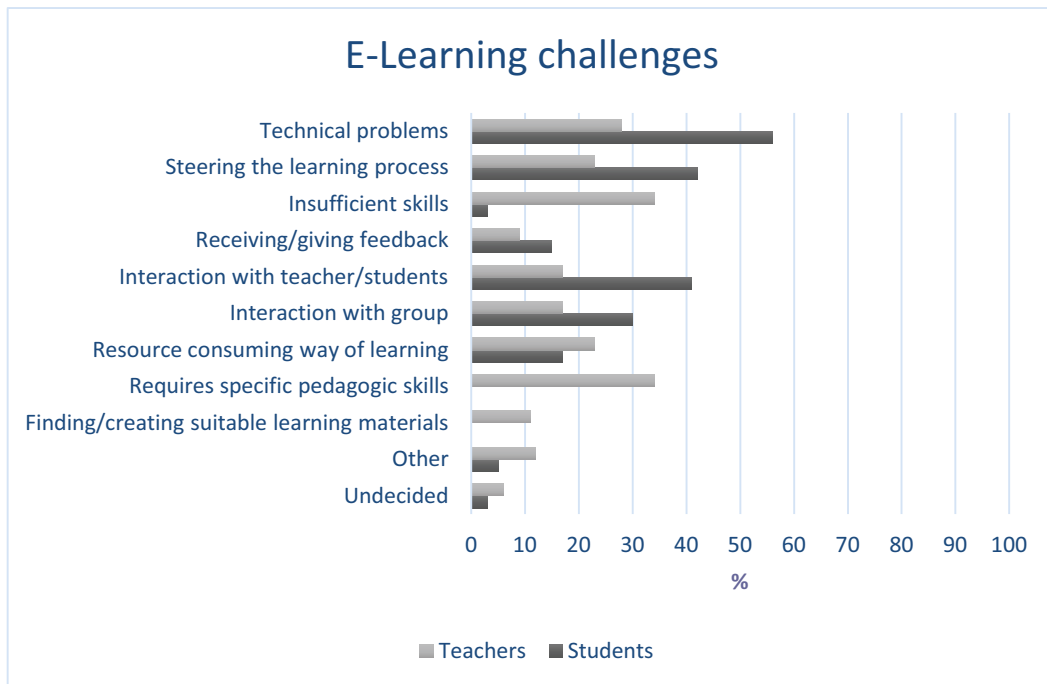 E-Learning challenges
Technical problems
Steering the learning process
Insufficient skills
Receiving/giving feedback
Interaction with teacher/students
Interaction with group
Resource consuming way of learning
Requires specific pedagogic skills
Finding/creating suitable learning materials
Other
Undecided
0 10 20 30 40 50 60 70 80 90 100
%
Teachers Students